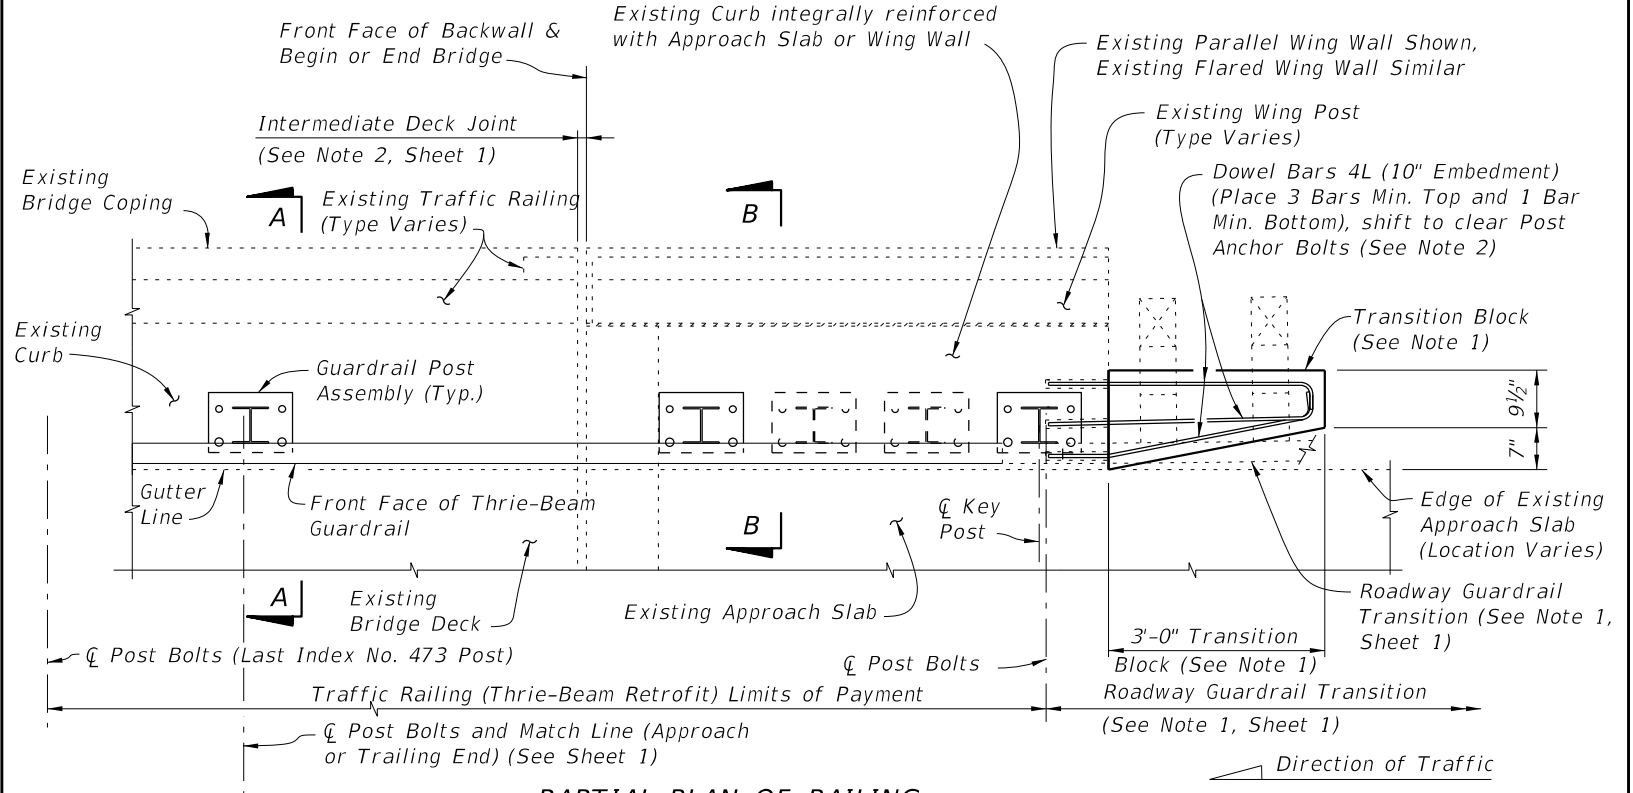 Existing Curb integrally reinforced
with Approach Slab or Wing Wall
Front Face of Backwall &
Begin or End Bridge
Existing Parallel Wing Wall Shown,
Existing Flared Wing Wall Similar
Existing Wing Post
(Type Varies)
Intermediate Deck Joint
(See Note 2, Sheet 1)
Dowel Bars 4L (10" Embedment)
(Place 3 Bars Min. Top and 1 Bar
Min. Bottom), shift to clear Post
Anchor Bolts (See Note 2)
Existing
Bridge Coping
A
Existing Traffic Railing
(Type Varies)
B
Existing
Curb
Transition Block
(See Note 1)
Guardrail Post
Assembly (Typ.)
9½"
7"
Gutter
Line
Front Face of Thrie-Beam
Guardrail
B
℄ Key
Post
Edge of Existing
Approach Slab
(Location Varies)
A
Existing
Bridge Deck
Existing Approach Slab
Roadway Guardrail
Transition (See Note 1,
Sheet 1)
3'-0" Transition
Block (See Note 1)
℄ Post Bolts (Last Index No. 473 Post)
℄ Post Bolts
Traffic Railing (Thrie-Beam Retrofit) Limits of Payment
Roadway Guardrail Transition
(See Note 1, Sheet 1)
℄ Post Bolts and Match Line (Approach
or Trailing End) (See Sheet 1)
Direction of Traffic
PARTIAL PLAN OF RAILING